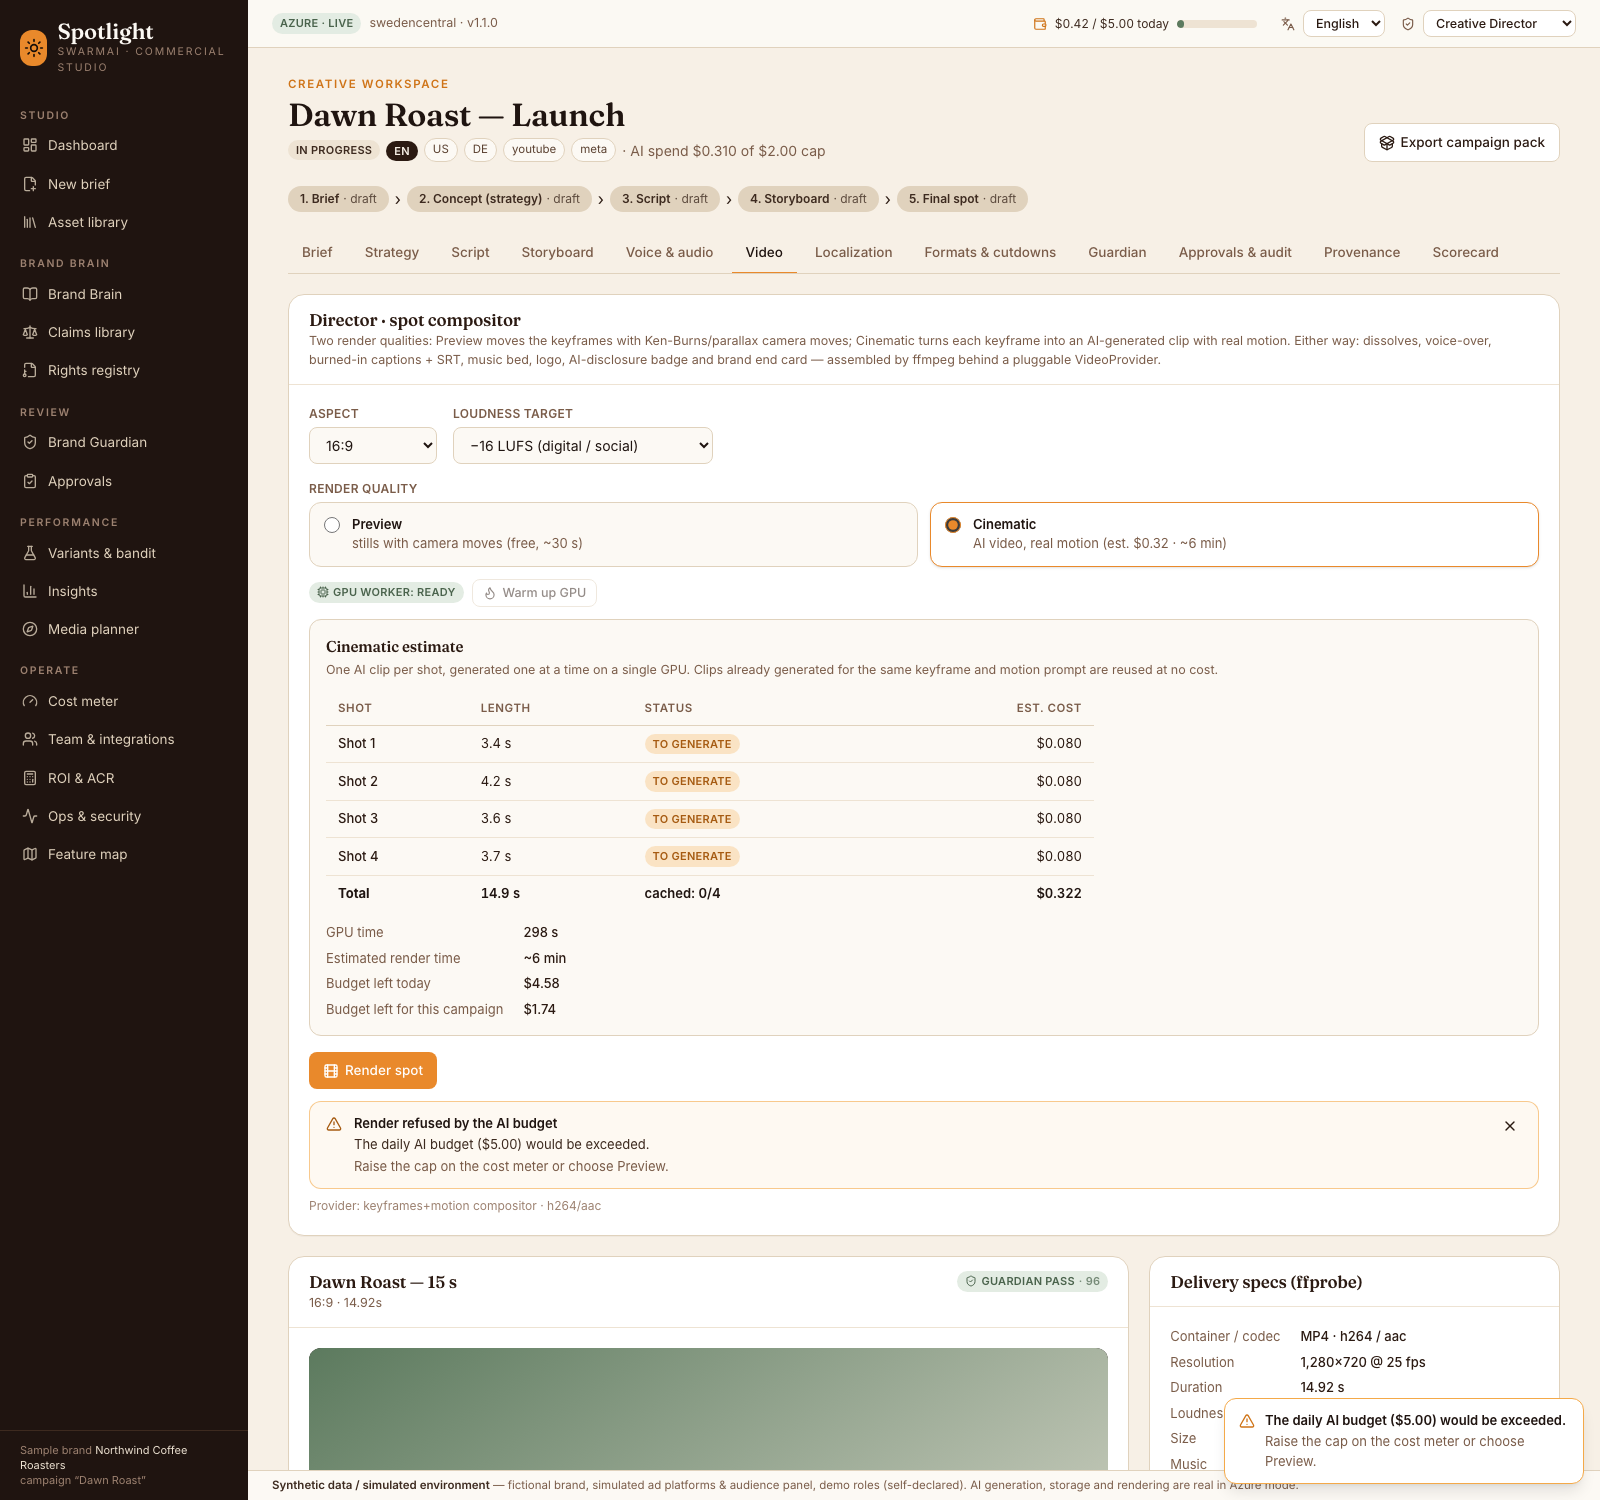 Spotlight
SWARMAI · COMMERCIAL
STUDIO
STUDIO
Dashboard
New brief
Asset library
BRAND BRAIN
Brand Brain
Claims library
Rights registry
REVIEW
Brand Guardian
Approvals
PERFORMANCE
Variants & bandit
Insights
Media planner
OPERATE
Cost meter
Team & integrations
ROI & ACR
Ops & security
Feature map
Sample brand Northwind Coffee
Roasters
campaign “Dawn Roast”
AZURE · LIVE swedencentral · v1.1.0 $0.42 / $5.00 today English Creative Director
CREATIVE WORKSPACE
Dawn Roast — Launch
IN PROGRESS EN US DE youtube meta · AI spend $0.310 of $2.00 cap
Export campaign pack
1. Brief · draft › 2. Concept (strategy) · draft › 3. Script · draft › 4. Storyboard · draft › 5. Final spot · draft
Brief Strategy Script Storyboard Voice & audio Video Localization Formats & cutdowns Guardian Approvals & audit Provenance Scorecard
Director · spot compositor
Two render qualities: Preview moves the keyframes with Ken-Burns/parallax camera moves; Cinematic turns each keyframe into an AI-generated clip with real motion. Either way: dissolves, voice-over,
burned-in captions + SRT, music bed, logo, AI-disclosure badge and brand end card — assembled by ffmpeg behind a pluggable VideoProvider.
ASPECT LOUDNESS TARGET
16:9 −16 LUFS (digital / social)
RENDER QUALITY
Preview
stills with camera moves (free, ~30 s)
Cinematic
AI video, real motion (est. $0.32 · ~6 min)
GPU WORKER: READY Warm up GPU
Cinematic estimate
One AI clip per shot, generated one at a time on a single GPU. Clips already generated for the same keyframe and motion prompt are reused at no cost.
SHOT LENGTH STATUS EST. COST
Shot 1 3.4 s TO GENERATE $0.080
Shot 2 4.2 s TO GENERATE $0.080
Shot 3 3.6 s TO GENERATE $0.080
Shot 4 3.7 s TO GENERATE $0.080
Total 14.9 s cached: 0/4 $0.322
GPU time 298 s
Estimated render time ~6 min
Budget left today $4.58
Budget left for this campaign $1.74
Render spot
Render refused by the AI budget
The daily AI budget ($5.00) would be exceeded.
Raise the cap on the cost meter or choose Preview.
Provider: keyframes+motion compositor · h264/aac
Dawn Roast — 15 s
16:9 · 14.92s
GUARDIAN PASS · 96
Delivery specs (ffprobe)
Container / codec MP4 · h264 / aac
Resolution 1,280×720 @ 25 fps
Duration 14.92 s
Loudnes
Size
Music
The daily AI budget ($5.00) would be exceeded.
Raise the cap on the cost meter or choose
Preview.
Synthetic data / simulated environment — fictional brand, simulated ad platforms & audience panel, demo roles (self-declared). AI generation, storage and rendering are real in Azure mode.